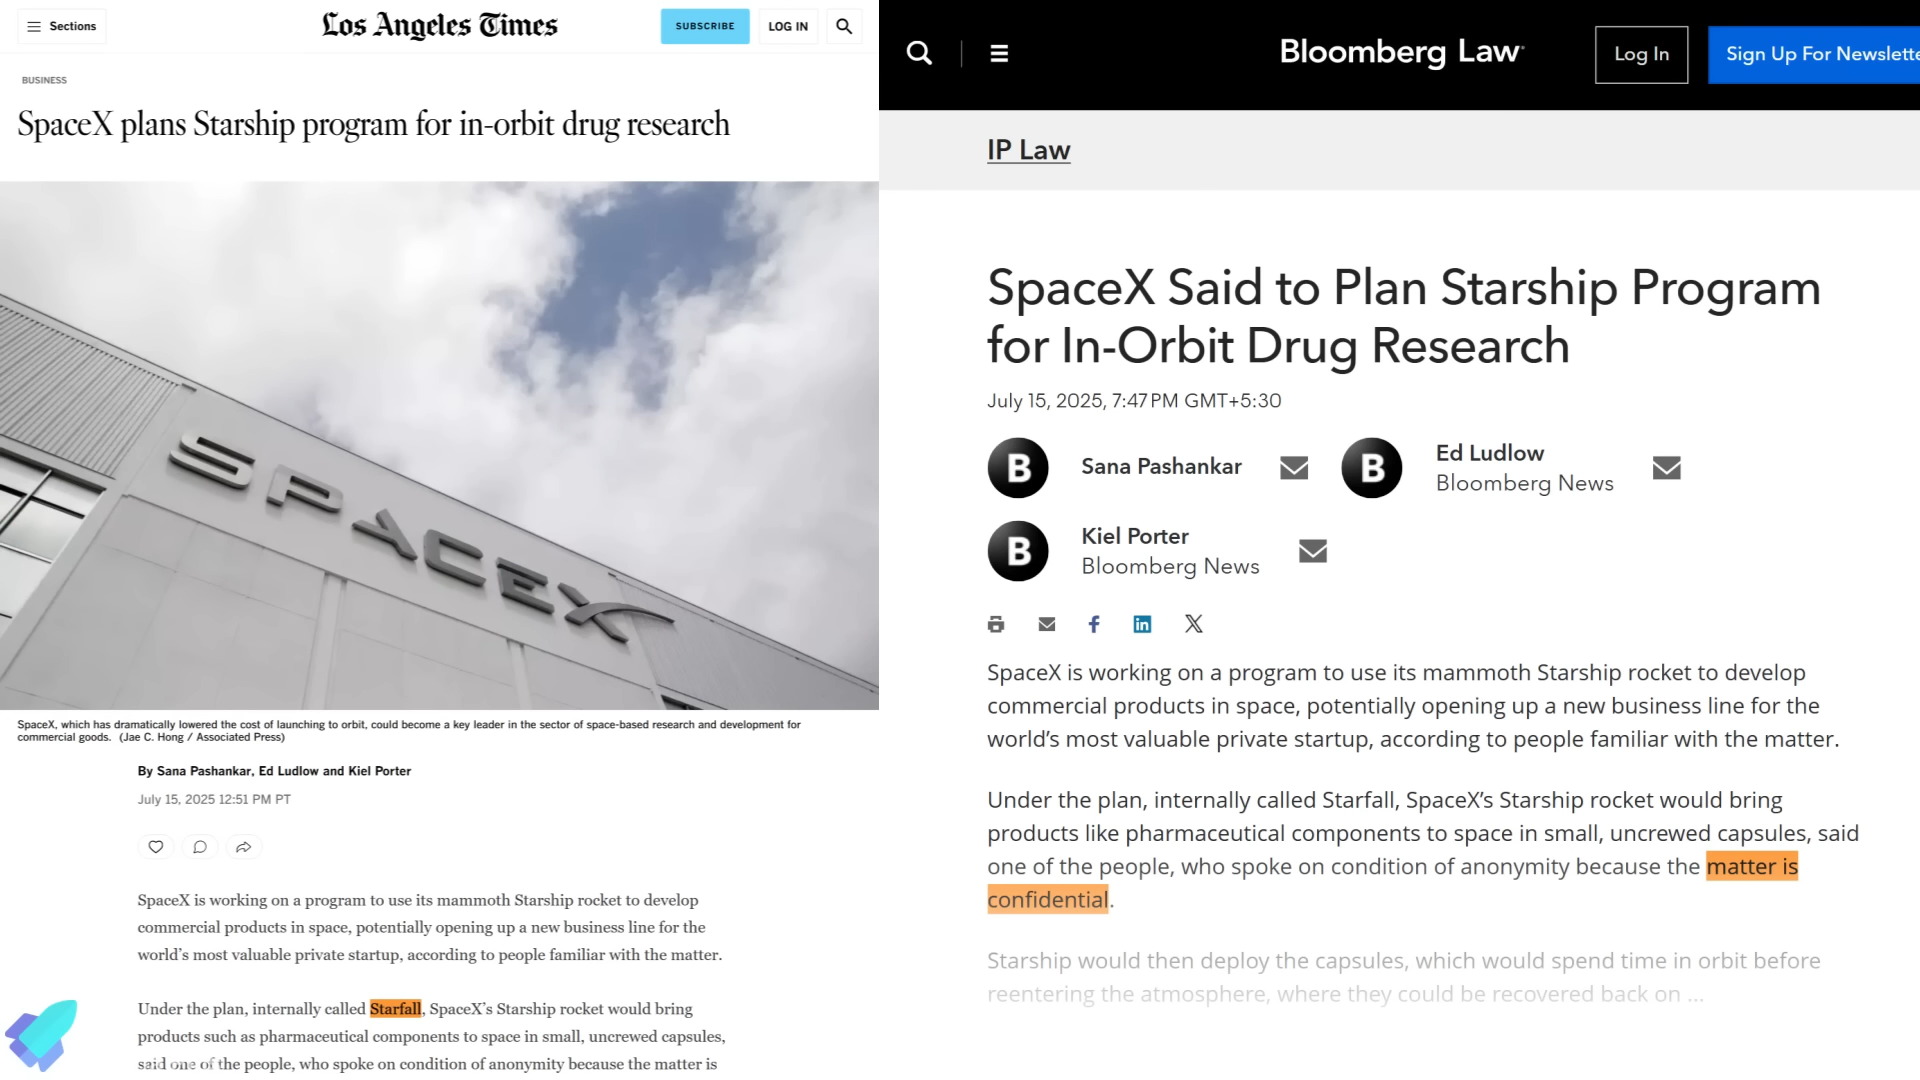 Sections
Los Angeles Times
SUBSCRIBE
LOG IN
BUSINESS
SpaceX plans Starship program for in-orbit drug research
SPACEX
SpaceX, which has dramatically lowered the cost of launching to orbit, could become a key leader in the sector of space-based research and development for
commercial goods. (Jae C. Hong / Associated Press)
By Sana Pashankar, Ed Ludlow and Kiel Porter
July 15, 2025 12:51 PM PT
SpaceX is working on a program to use its mammoth Starship rocket to develop
commercial products in space, potentially opening up a new business line for the
world's most valuable private startup, according to people familiar with the matter.
Under the plan, internally called Starfall, SpaceX's Starship rocket would bring
products such as pharmaceutical components to space in small, uncrewed capsules,
said one of the people, who spoke on condition of anonymity because the matter is
Bloomberg Law
Log In
Sign Up For Newslette
IP Law
SpaceX Said to Plan Starship Program
for In-Orbit Drug Research
July 15, 2025, 7:47 PM GMT+5:30
B
Sana Pashankar
B
Ed Ludlow
Bloomberg News
B
Kiel Porter
Bloomberg News
SpaceX is working on a program to use its mammoth Starship rocket to develop
commercial products in space, potentially opening up a new business line for the
world's most valuable private startup, according to people familiar with the matter.
Under the plan, internally called Starfall, SpaceX's Starship rocket would bring
products like pharmaceutical components to space in small, uncrewed capsules, said
one of the people, who spoke on condition of anonymity because the matter is
confidential.
Starship would then deploy the capsules, which would spend time in orbit before
reentering the atmosphere, where they could be recovered back on ...